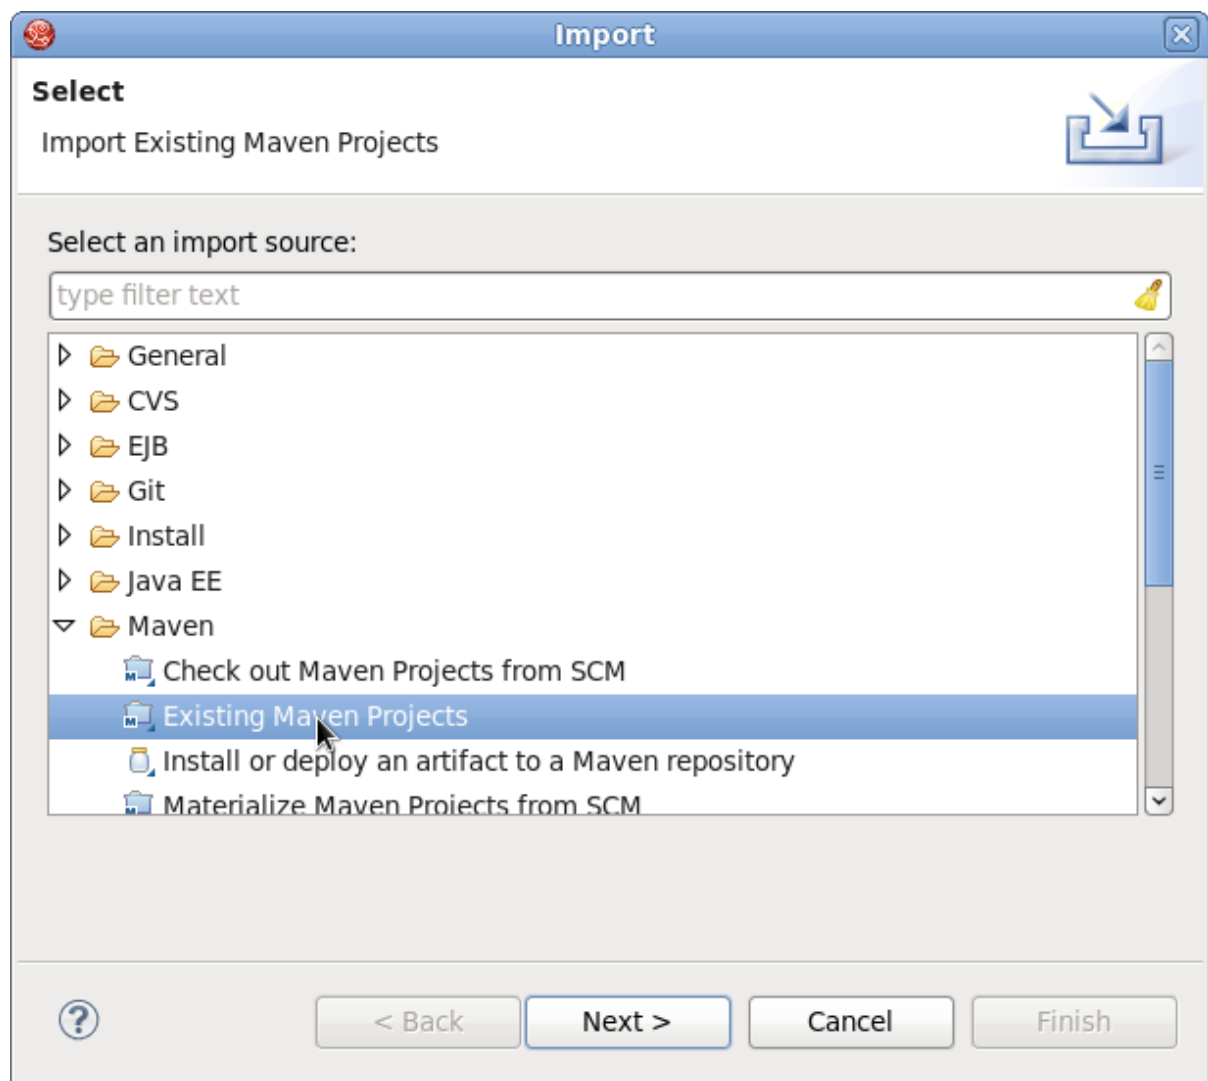 Import
Select
Import Existing Maven Projects
Select an import source:
type filter text
General
CVS
EJB
Git
Install
Java EE
Maven
Check out Maven Projects from SCM
Existing Maven Projects
Install or deploy an artifact to a Maven repository
Materialize Maven Projects from SCM
< Back
Next >
Cancel
Finish